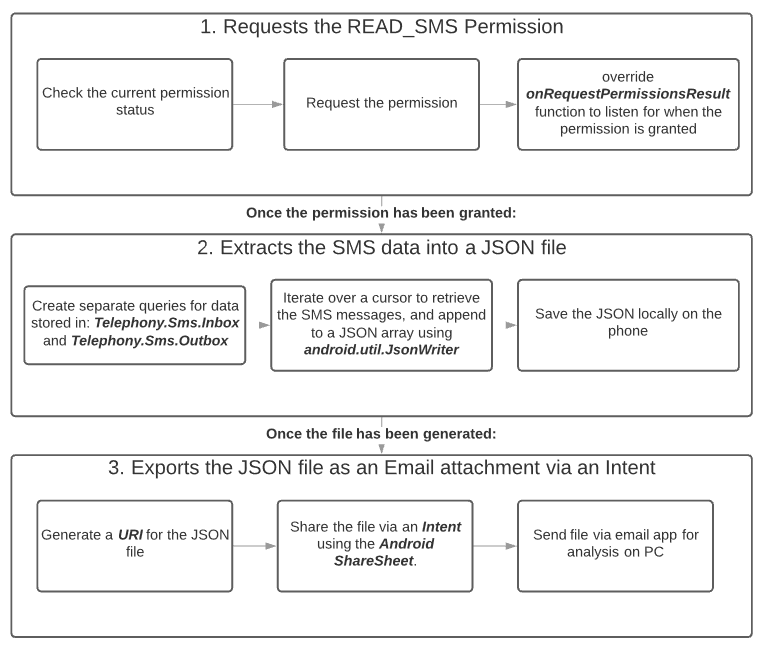 1. Requests the READ_SMS Permission
Check the current permission
status
Request the permission
override
onRequestPermissionsResult
function to listen for when the
permission is granted
Once the permission has been granted:
2. Extracts the SMS data into a JSON file
Create separate queries for data
stored in: Telephony.Sms.Inbox
and Telephony.Sms.Outbox
Iterate over a cursor to retrieve
the SMS messages, and append
to a JSON array using
android.util.JsonWriter
Save the JSON locally on the
phone
Once the file has been generated:
3. Exports the JSON file as an Email attachment via an Intent
Generate a URI for the JSON
file
Share the file via an Intent
using the Android
ShareSheet.
Send file via email app for
analysis on PC